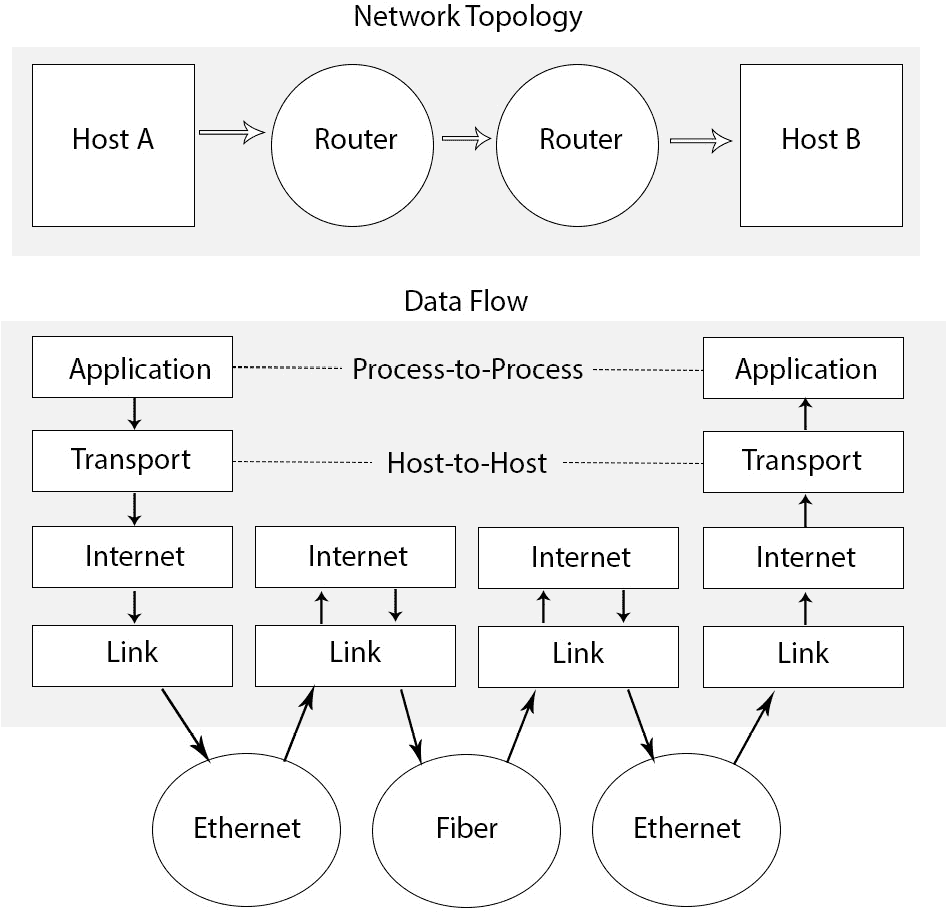 Network Topology
Host A
Router
Router
Host B
Data Flow
Application
Process-to-Process
Application
Transport
Host-to-Host
Transport
Internet
Internet
Internet
Internet
Link
Link
Link
Link
Ethernet
Fiber
Ethernet